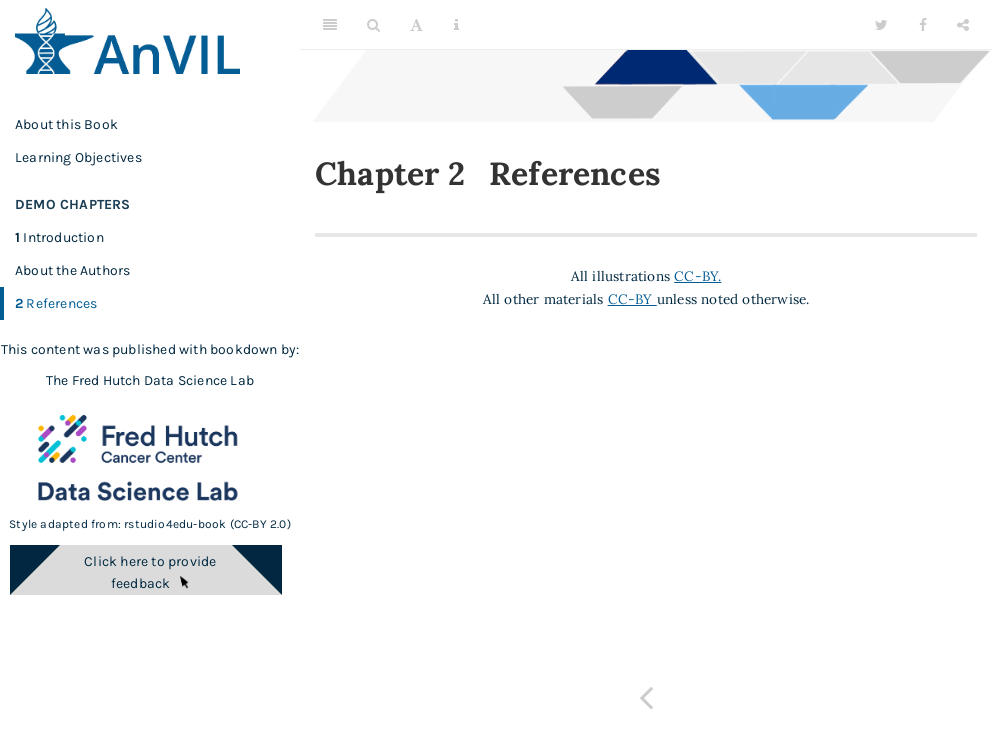 AnVIL
About this Book
Learning Objectives
DEMO CHAPTERS
1 Introduction
About the Authors
2 References
This content was published with bookdown by:
The Fred Hutch Data Science Lab
Fred Hutch
Cancer Center
Data Science Lab
Style adapted from: rstudio4edu-book (CC-BY 2.0)
Click here to provide
feedback
A
i
Chapter 2 References
All illustrations CC-BY.
All other materials CC-BY unless noted otherwise.